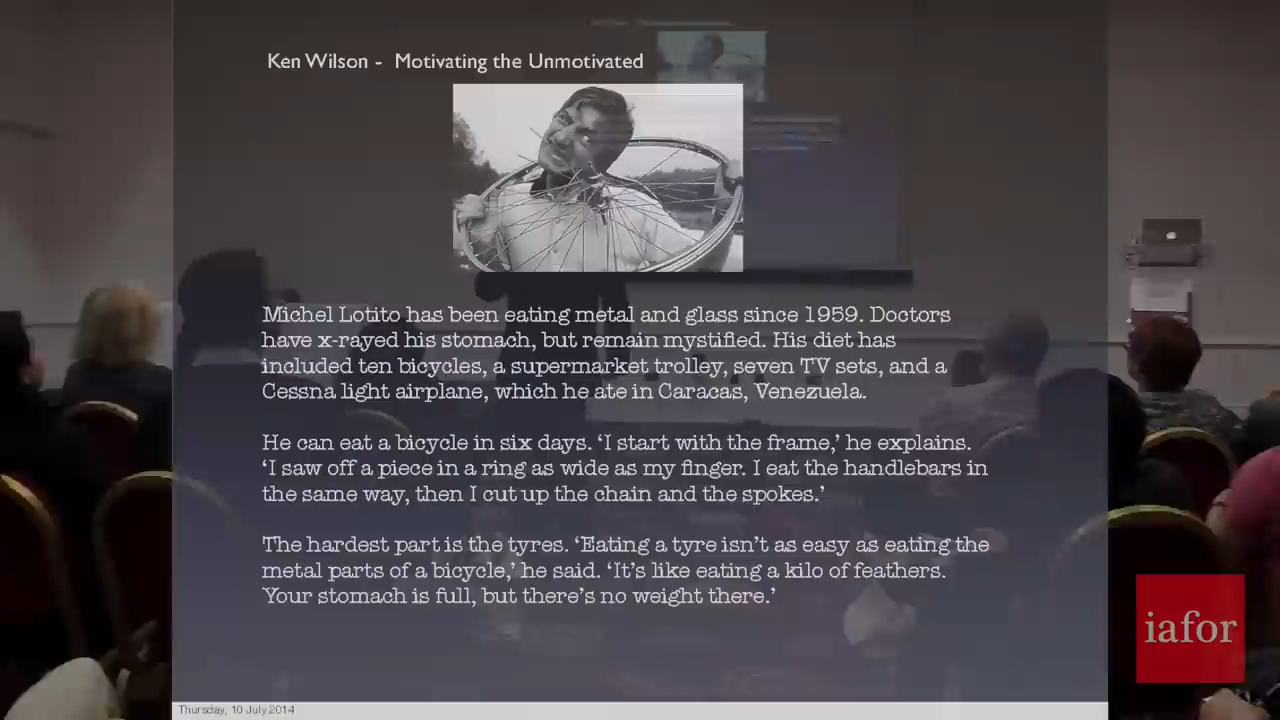 Ken Wilson - Motivating the Unmotivated
Michel Lotito has been eating metal and glass since 1959. Doctors
have x-rayed his stomach, but remain mystified. His diet has
included ten bicycles, a supermarket trolley, seven TV sets, and a
Cessna light airplane, which he ate in Caracas, Venezuela.
He can eat a bicycle in six days. ‘I start with the frame,’ he explains.
‘I saw off a piece in a ring as wide as my finger. I eat the handlebars in
the same way, then I cut up the chain and the spokes.’
The hardest part is the tyres. ‘Eating a tyre isn’t as easy as eating the
metal parts of a bicycle,’ he said. ‘It’s like eating a kilo of feathers.
Your stomach is full, but there’s no weight there.’
iafor
Thursday, 10 July 2014